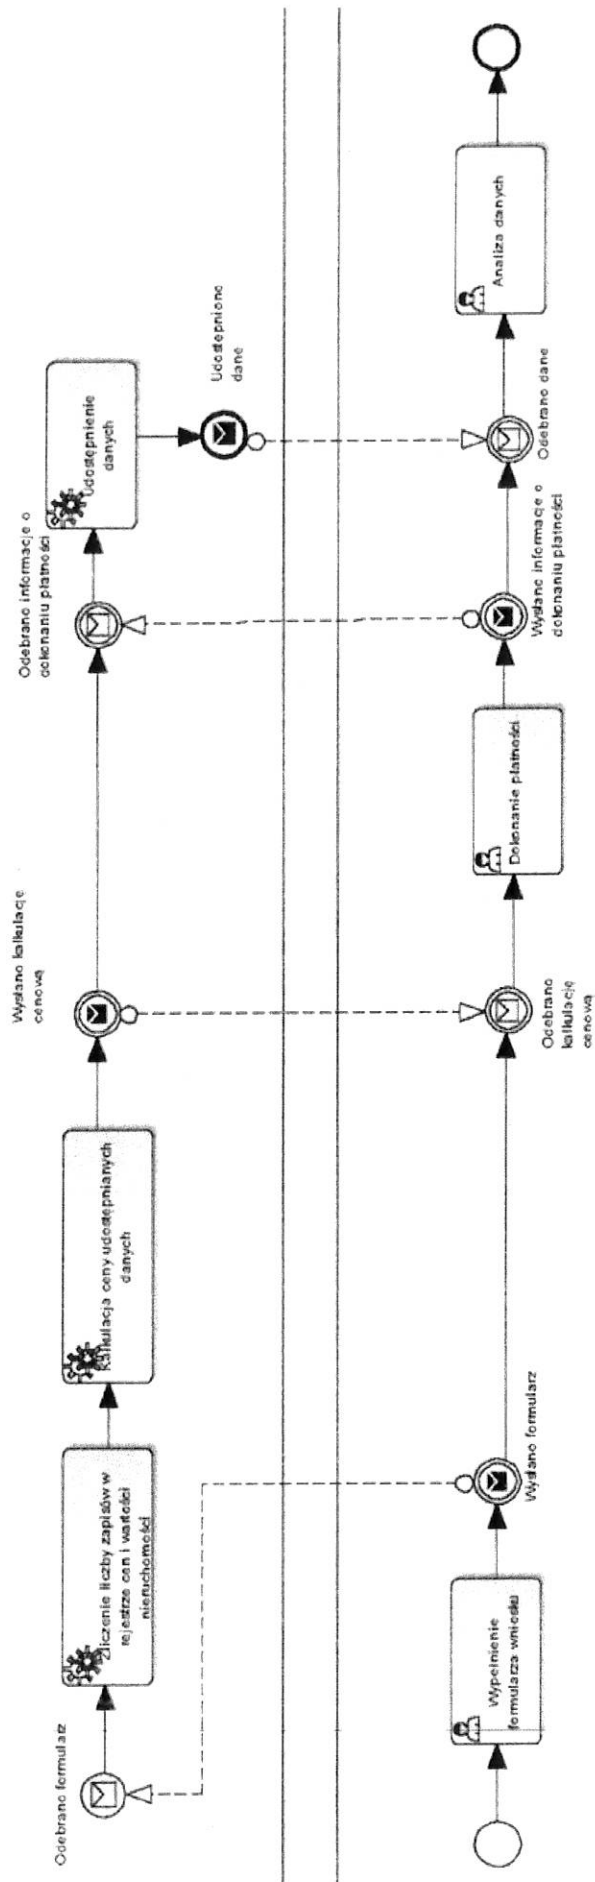 Odebrano formularz
Zliczenie liczby zapisów w
rejestrze cen i wartości
nieruchomości
Kalkulacja ceny udostępnianych
danych
Wysłano kalkulację
cenową
Odebrano informacje o
dokonaniu płatności
Udostępnienie
danych
Udostępniono
dane
Wypełnienie
formularza wniosku
Wysłano formularz
Odebrano
kalkulację
cenową
Dokonanie płatności
Wysłano informacje o
dokonaniu płatności
Odebrano dane
Analiza danych